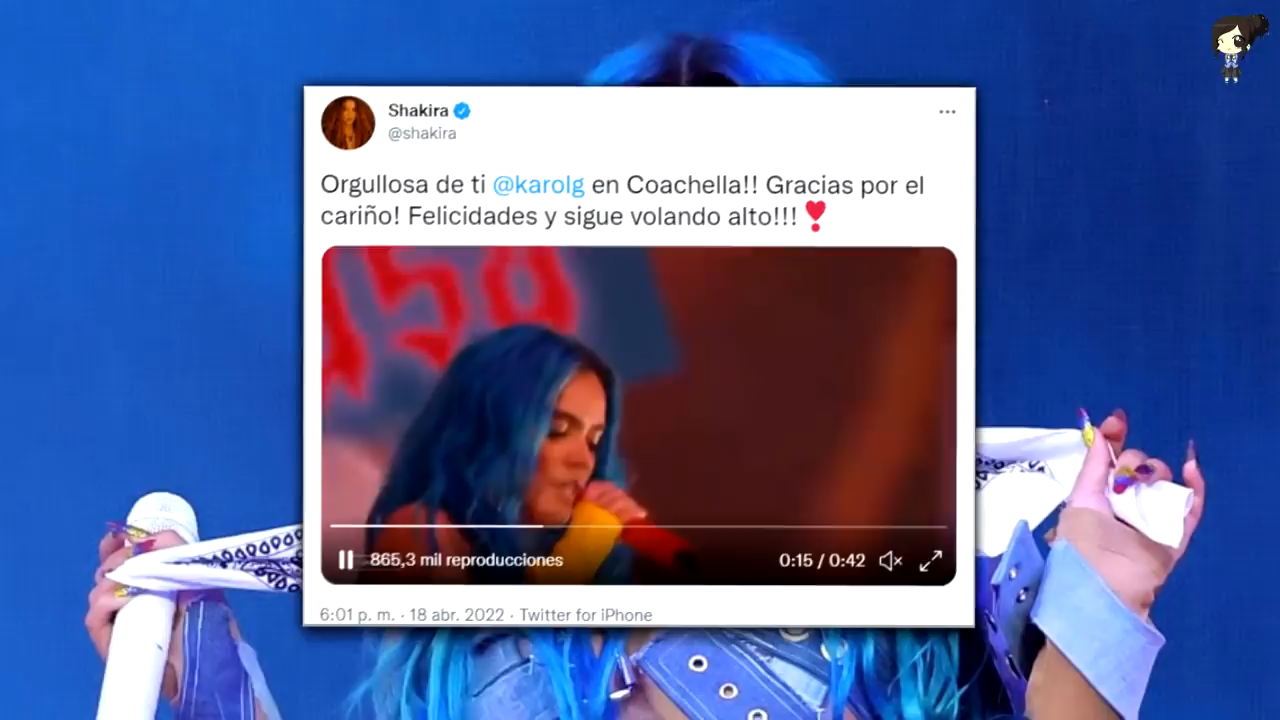 Shakira
@shakira
Orgullosa de ti @karolg en Coachella!! Gracias por el
cariño! Felicidades y sigue volando alto!!!❣️
865,3 mil reproducciones
0:15 / 0:42
6:01 p. m. · 18 abr. 2022 · Twitter for iPhone